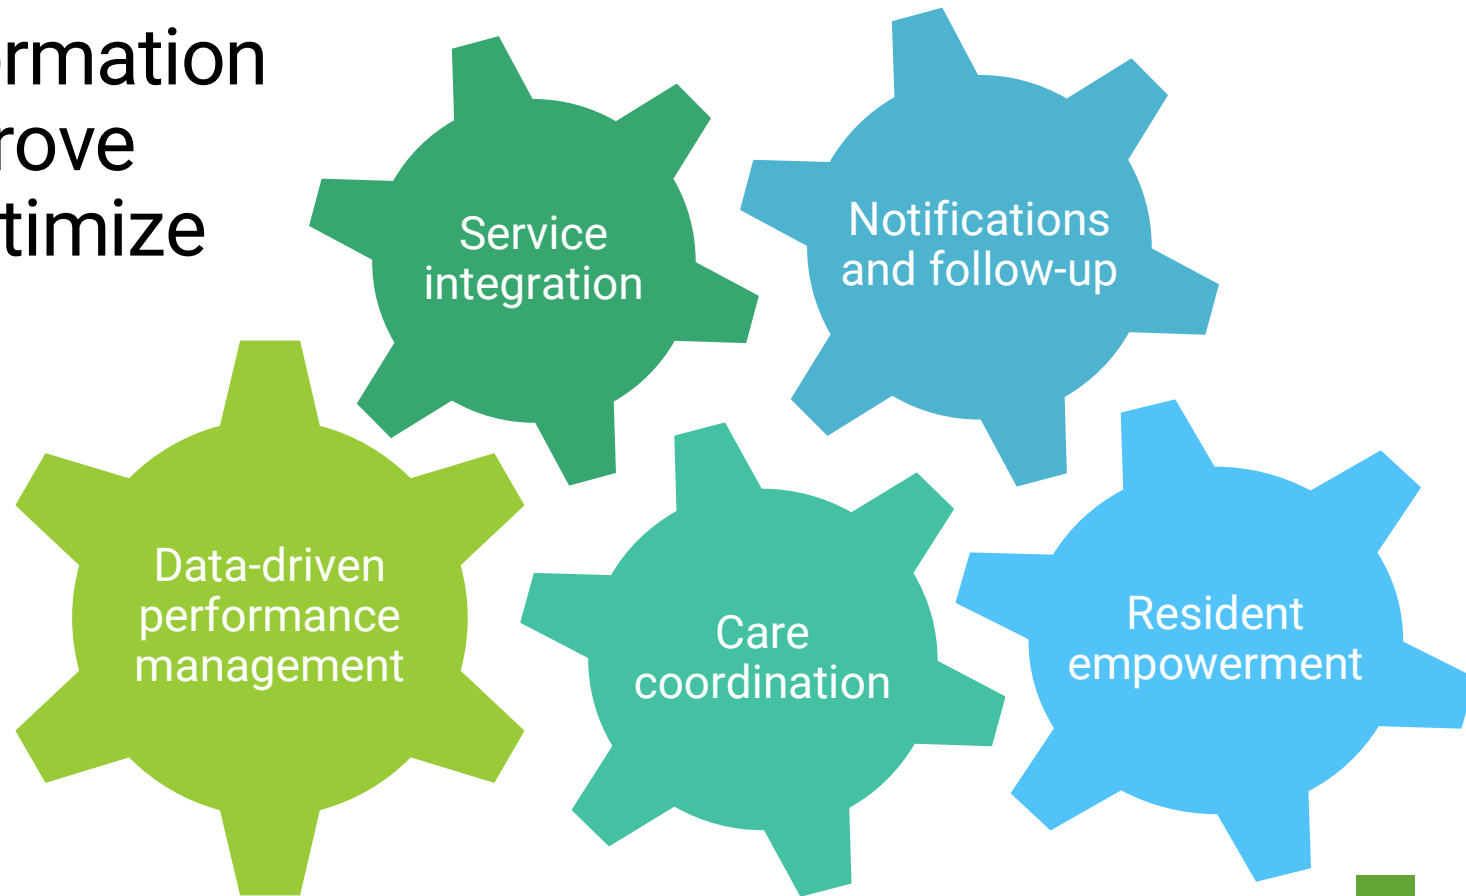 rmation
rove
timize
Service
integration
Notifications
and follow-up
Data-driven
performance
management
Care
coordination
Resident
empowerment